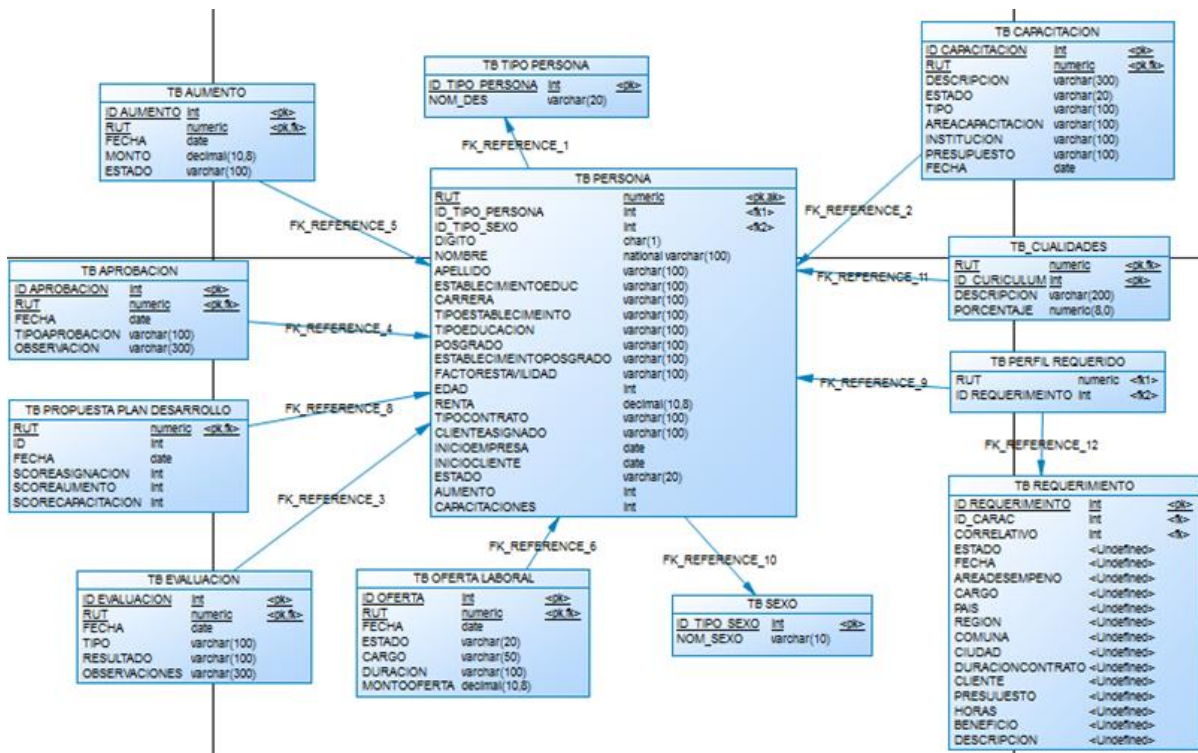 TB CAPACITACION
ID CAPACITACION Int <pk>
RUT numeric <pk,fk>
DESCRIPCION varchar(300)
ESTADO varchar(20)
TIPO varchar(100)
AREACAPACITACION varchar(100)
INSTITUCION varchar(100)
PRESUPUESTO varchar(100)
FECHA date
TB TIPO PERSONA
ID_TIPO_PERSONA Int <pk>
NOM_DES varchar(20)
TB AUMENTO
ID AUMENTO Int <pk>
RUT numeric <pk,fk>
FECHA date
MONTO decimal(10,8)
ESTADO varchar(100)
FK_REFERENCE_1
FK_REFERENCE_5
FK_REFERENCE_2
TB PERSONA
RUT numeric <pk,ak>
ID_TIPO_PERSONA Int <fk1>
ID_TIPO_SEXO Int <fk2>
DIGITO char(1)
NOMBRE national varchar(100)
APELLIDO varchar(100)
ESTABLECIMIENTOEDUC varchar(100)
CARRERA varchar(100)
TIPOESTABLECIMEINTO varchar(100)
TIPOEDUCACION varchar(100)
POSGRADO varchar(100)
ESTABLECIMEINTOPOSGRADO varchar(100)
FACTORESTAVILIDAD varchar(100)
EDAD Int
RENTA decimal(10,8)
TIPOCONTRATO varchar(100)
CLIENTEASIGNADO varchar(100)
INICIOEMPRESA date
INICIOCLIENTE date
ESTADO varchar(20)
AUMENTO Int
CAPACITACIONES Int
TB_CUALIDADES
RUT numeric <pk,fk>
ID_CURICULUM Int <pk>
DESCRIPCION varchar(200)
PORCENTAJE numeric(8,0)
FK_REFERENCE_11
TB APROBACION
ID APROBACION Int <pk>
RUT numeric <pk,fk>
FECHA date
TIPOAPROBACION varchar(100)
OBSERVACION varchar(300)
FK_REFERENCE_4
TB PERFIL REQUERIDO
RUT numeric <fk1>
ID REQUERIMEINTO Int <fk2>
FK_REFERENCE_9
TB PROPUESTA PLAN DESARROLLO
RUT numeric <pk,fk>
ID Int
FECHA date
SCOREASIGNACION Int
SCOREAUMENTO Int
SCORECAPACITACION Int
FK_REFERENCE_8
FK_REFERENCE_12
FK_REFERENCE_3
TB REQUERIMIENTO
ID REQUERIMEINTO Int <pk>
ID_CARAC Int <fk>
CORRELATIVO Int <fk>
ESTADO <Undefined>
FECHA <Undefined>
AREADESEMPENO <Undefined>
CARGO <Undefined>
PAIS <Undefined>
REGION <Undefined>
COMUNA <Undefined>
CIUDAD <Undefined>
DURACIONCONTRATO <Undefined>
CLIENTE <Undefined>
PRESUUESTO <Undefined>
HORAS <Undefined>
BENEFICIO <Undefined>
DESCRIPCION <Undefined>
FK_REFERENCE_6
FK_REFERENCE_10
TB EVALUACION
ID EVALUACION Int <pk>
RUT numeric <pk,fk>
FECHA date
TIPO varchar(100)
RESULTADO varchar(100)
OBSERVACIONES varchar(300)
TB OFERTA LABORAL
ID OFERTA Int <pk>
RUT numeric <pk,fk>
FECHA date
ESTADO varchar(20)
CARGO varchar(50)
DURACION varchar(100)
MONTOOFERTA decimal(10,8)
TB SEXO
ID_TIPO_SEXO Int <pk>
NOM_SEXO varchar(10)